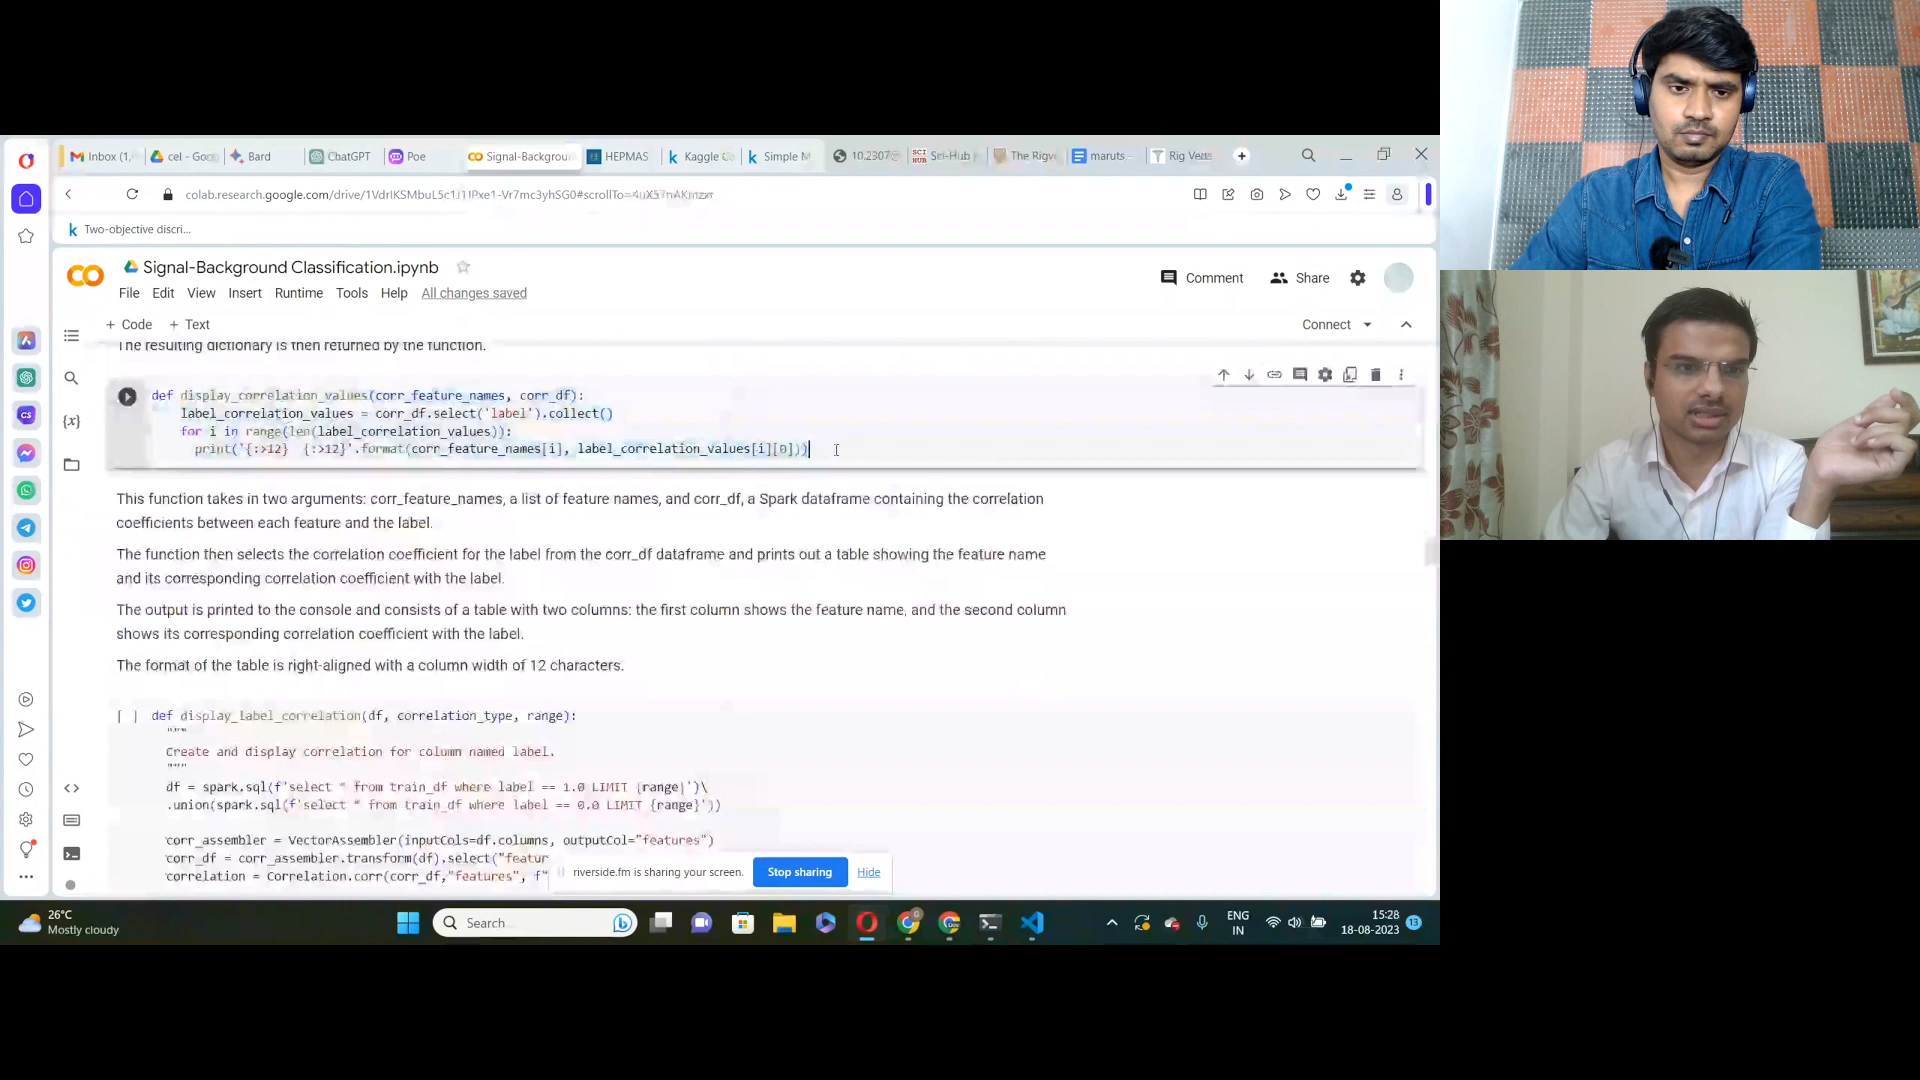 Inbox (1,
cel - Goo
Bard
ChatGPT
Poe
Signal-Backgroun
HEPMAS
Kaggle
Simple M
10.2307
Sci-Hub
The Rigv
maruts
Rig Veda
colab.research.google.com/drive/
Two-objective discri...
Signal-Background Classification.ipynb
Comment
Share
File Edit View Insert Runtime Tools Help All changes saved
+ Code + Text
Connect
The resulting dictionary is then returned by the function.
def display_correlation_values(corr_feature_names, corr_df):
label_correlation_values = corr_df.select('label').collect()
for i in range(len(label_correlation_values)):
print('{:>12} {:>12}'.format(corr_feature_names[i], label_correlation_values[i][0]))
This function takes in two arguments: corr_feature_names, a list of feature names, and corr_df, a Spark dataframe containing the correlation
coefficients between each feature and the label.
The function then selects the correlation coefficient for the label from the corr_df dataframe and prints out a table showing the feature name
and its corresponding correlation coefficient with the label.
The output is printed to the console and consists of a table with two columns: the first column shows the feature name, and the second column
shows its corresponding correlation coefficient with the label.
The format of the table is right-aligned with a column width of 12 characters.
[ ] def display_label_correlation(df, correlation_type, range):
"""
Create and display correlation for column named label.
"""
df = spark.sql(f'select * from train_df where label == 1.0 LIMIT {range}')\
.union(spark.sql(f'select * from train_df where label == 0.0 LIMIT {range}'))
corr_assembler = VectorAssembler(inputCols=df.columns, outputCol="features")
corr_df = corr_assembler.transform(df).select("featur
correlation = Correlation.corr(corr_df,"features", f"
riverside.fm is sharing your screen.
Stop sharing
Hide
26°C
Mostly cloudy
Search
ENG
IN
15:28
18-08-2023
13